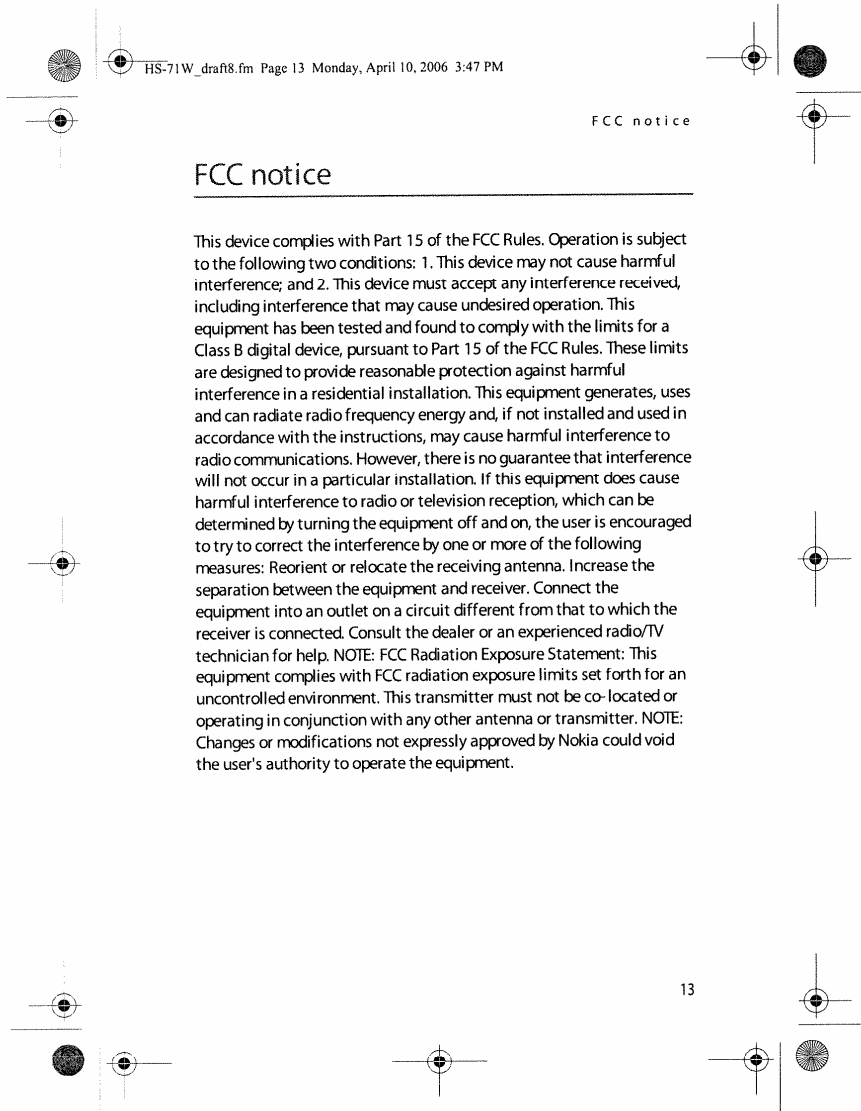 HS-71W_draft8.fm Page 13 Monday, April 10, 2006 3:47 PM
FCC notice
FCC notice
This device complies with Part 15 of the FCC Rules. Operation is subject
to the following two conditions: 1. This device may not cause harmful
interference; and 2. This device must accept any interference received,
including interference that may cause undesired operation. This
equipment has been tested and found to comply with the limits for a
Class B digital device, pursuant to Part 15 of the FCC Rules. These limits
are designed to provide reasonable protection against harmful
interference in a residential installation. This equipment generates, uses
and can radiate radio frequency energy and, if not installed and used in
accordance with the instructions, may cause harmful interference to
radio communications. However, there is no guarantee that interference
will not occur in a particular installation. If this equipment does cause
harmful interference to radio or television reception, which can be
determined by turning the equipment off and on, the user is encouraged
to try to correct the interference by one or more of the following
measures: Reorient or relocate the receiving antenna. Increase the
separation between the equipment and receiver. Connect the
equipment into an outlet on a circuit different from that to which the
receiver is connected. Consult the dealer or an experienced radio/TV
technician for help. NOTE: FCC Radiation Exposure Statement: This
equipment complies with FCC radiation exposure limits set forth for an
uncontrolled environment. This transmitter must not be co-located or
operating in conjunction with any other antenna or transmitter. NOTE:
Changes or modifications not expressly approved by Nokia could void
the user's authority to operate the equipment.
13